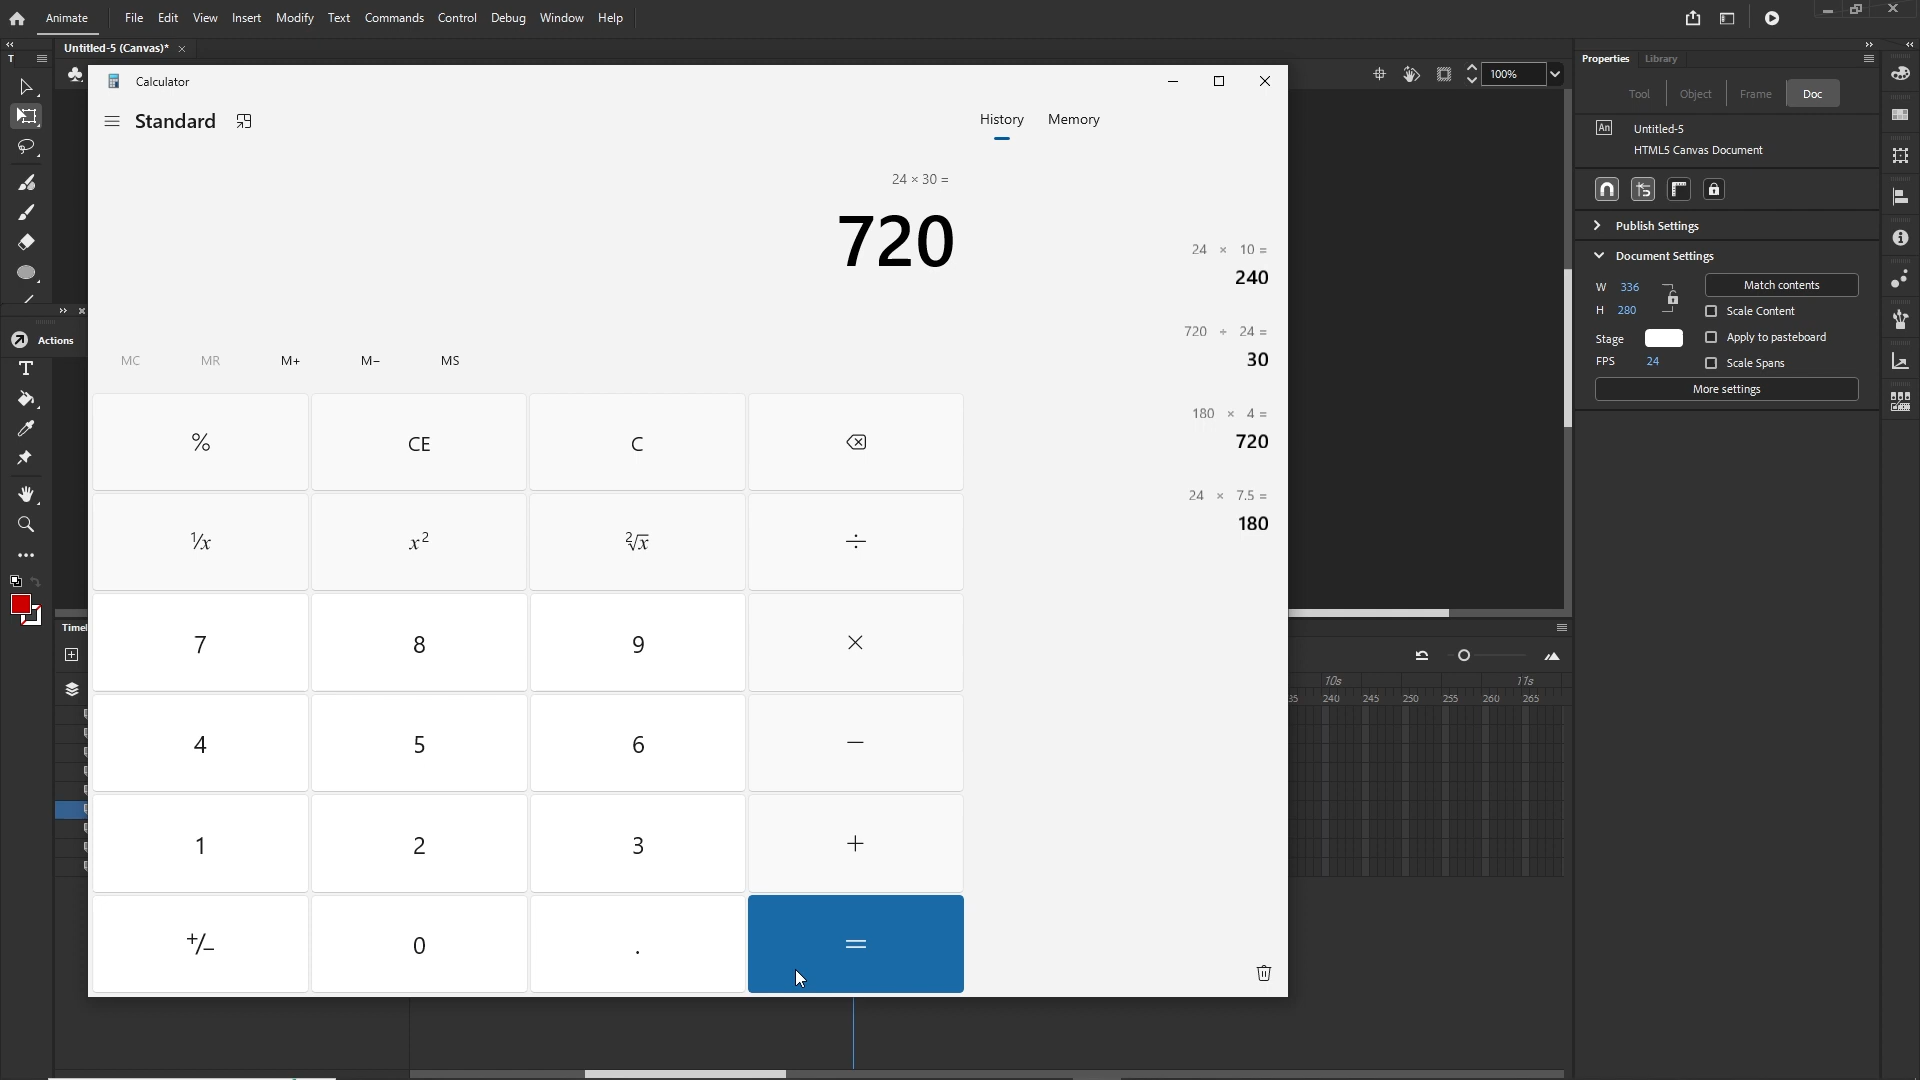 Animate File Edit View Insert Modify Text Commands Control Debug Window Help
Untitled-5 (Canvas)*
T
Calculator
Standard
History Memory
24 × 30 =
720
24 × 10 =
240
720 ÷ 24 =
30
180 × 4 =
720
24 × 7.5 =
180
MC MR M+ M− MS
% CE C
1/x x2 2√x ÷
7 8 9 ×
4 5 6 −
1 2 3 +
+/− 0 . =
Actions
T
100%
10s 11s
35 240 245 250 255 260 265
Properties Library
Tool Object Frame Doc
An Untitled-5
HTML5 Canvas Document
Publish Settings
Document Settings
W 336 Match contents
H 280 Scale Content
Stage Apply to pasteboard
FPS 24 Scale Spans
More settings